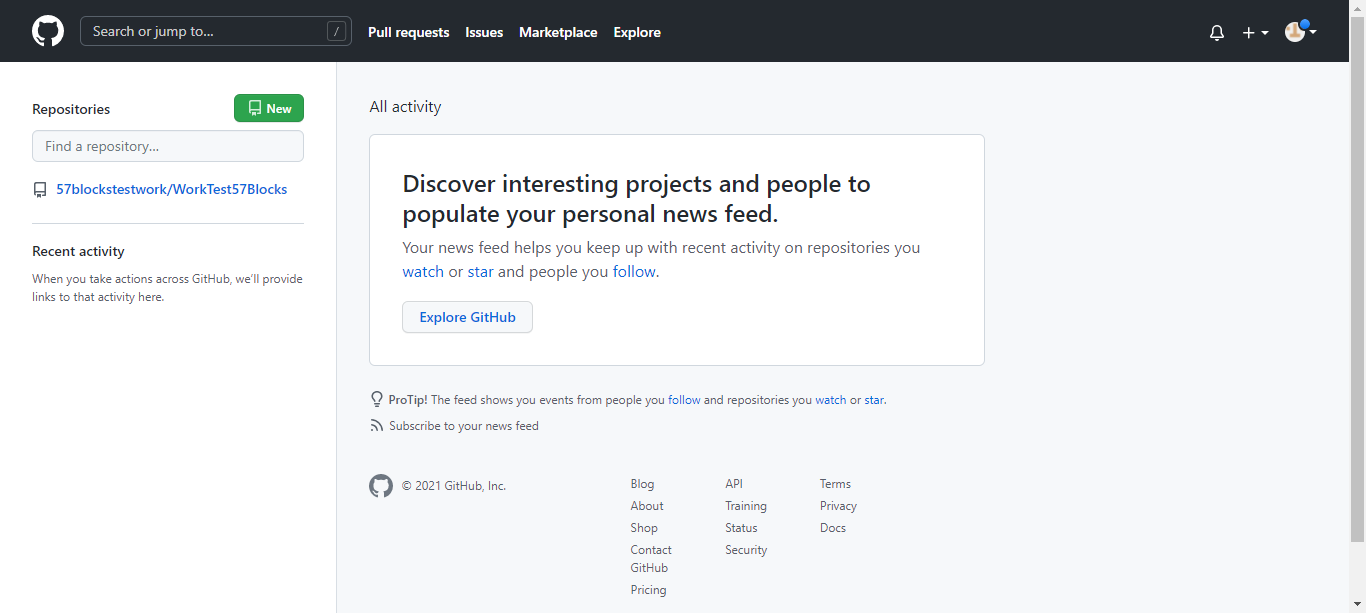 Search or jump to...
/
Pull requests
Issues
Marketplace
Explore
Repositories
New
Find a repository...
57blockstestwork/WorkTest57Blocks
Recent activity
When you take actions across GitHub, we'll provide
links to that activity here.
All activity
Discover interesting projects and people to
populate your personal news feed.
Your news feed helps you keep up with recent activity on repositories you
watch or star and people you follow.
Explore GitHub
ProTip! The feed shows you events from people you follow and repositories you watch or star.
Subscribe to your news feed
© 2021 GitHub, Inc.
Blog
About
Shop
Contact
GitHub
Pricing
API
Training
Status
Security
Terms
Privacy
Docs